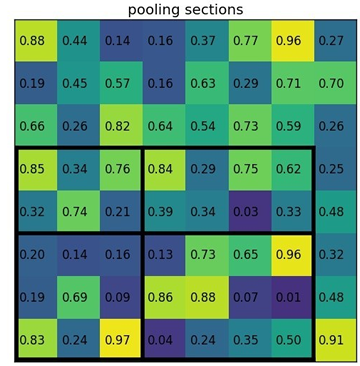 pooling sections
0.88 0.44 0.14 0.16 0.37 0.77 0.96 0.27
0.19 0.45 0.57 0.16 0.63 0.29 0.71 0.70
0.66 0.26 0.82 0.64 0.54 0.73 0.59 0.26
0.85 0.34 0.76 0.84 0.29 0.75 0.62 0.25
0.32 0.74 0.21 0.39 0.34 0.03 0.33 0.48
0.20 0.14 0.16 0.13 0.73 0.65 0.96 0.32
0.19 0.69 0.09 0.86 0.88 0.07 0.01 0.48
0.83 0.24 0.97 0.04 0.24 0.35 0.50 0.91